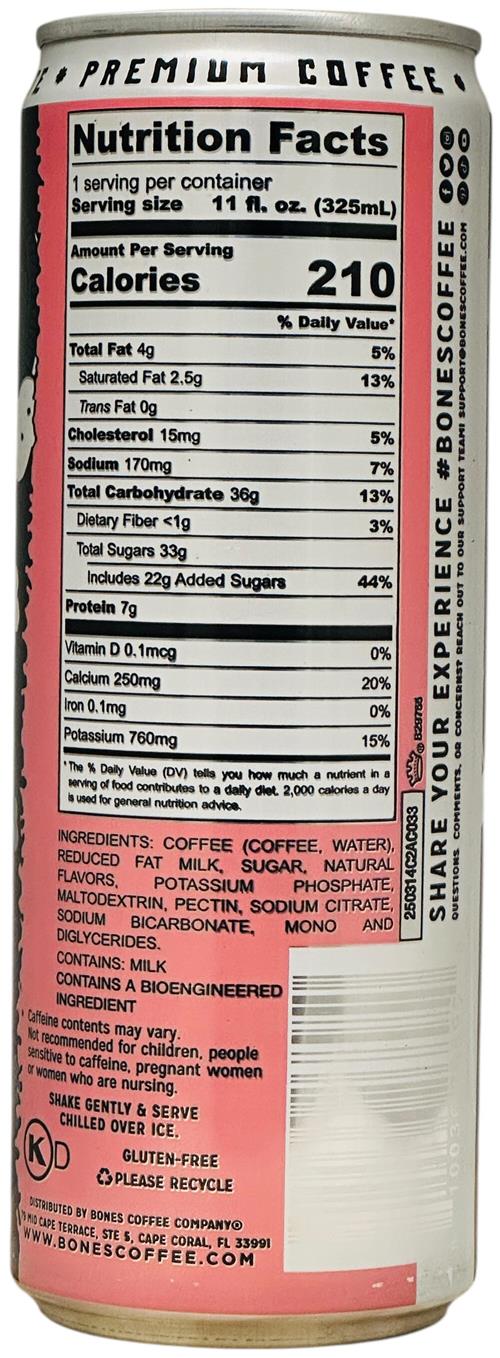 * PREMIUM COFFEE *
Nutrition Facts
1 serving per container
Serving size 11 fl. oz. (325mL)
Amount Per Serving
Calories 210
% Daily Value*
Total Fat 4g 5%
Saturated Fat 2.5g 13%
Trans Fat 0g
Cholesterol 15mg 5%
Sodium 170mg 7%
Total Carbohydrate 36g 13%
Dietary Fiber <1g 3%
Total Sugars 33g
Includes 22g Added Sugars 44%
Protein 7g
Vitamin D 0.1mcg 0%
Calcium 250mg 20%
Iron 0.1mg 0%
Potassium 760mg 15%
*The % Daily Value (DV) tells you how much a nutrient in a
serving of food contributes to a daily diet. 2,000 calories a day
is used for general nutrition advice.
INGREDIENTS: COFFEE (COFFEE, WATER),
REDUCED FAT MILK, SUGAR, NATURAL
FLAVORS, POTASSIUM PHOSPHATE,
MALTODEXTRIN, PECTIN, SODIUM CITRATE,
SODIUM BICARBONATE, MONO AND
DIGLYCERIDES.
CONTAINS: MILK
CONTAINS A BIOENGINEERED
INGREDIENT
Caffeine contents may vary.
Not recommended for children, people
sensitive to caffeine, pregnant women
or women who are nursing.
SHAKE GENTLY & SERVE
CHILLED OVER ICE.
K D
GLUTEN-FREE
PLEASE RECYCLE
DISTRIBUTED BY BONES COFFEE COMPANY®
MID CAPE TERRACE, STE 5, CAPE CORAL, FL 33991
WWW.BONESCOFFEE.COM
250314C2AC033
SHARE YOUR EXPERIENCE #BONESCOFFEE
QUESTIONS, COMMENTS, OR CONCERNS? REACH OUT TO OUR SUPPORT TEAM! SUPPORT@BONESCOFFEE.COM